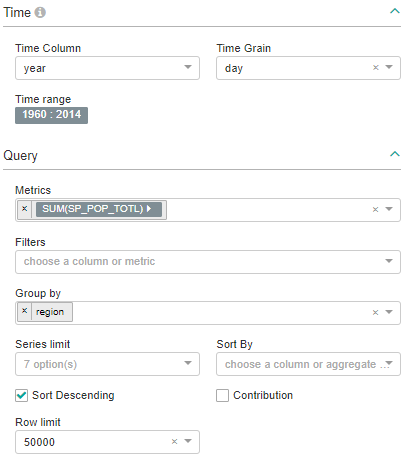 Time
Time Column
Time Grain
year
day
Time range
1960 : 2014
Query
Metrics
SUM(SP_POP_TOTL)
Filters
choose a column or metric
Group by
region
Series limit
Sort By
7 option(s)
choose a column or aggregate ...
Sort Descending
Contribution
Row limit
50000